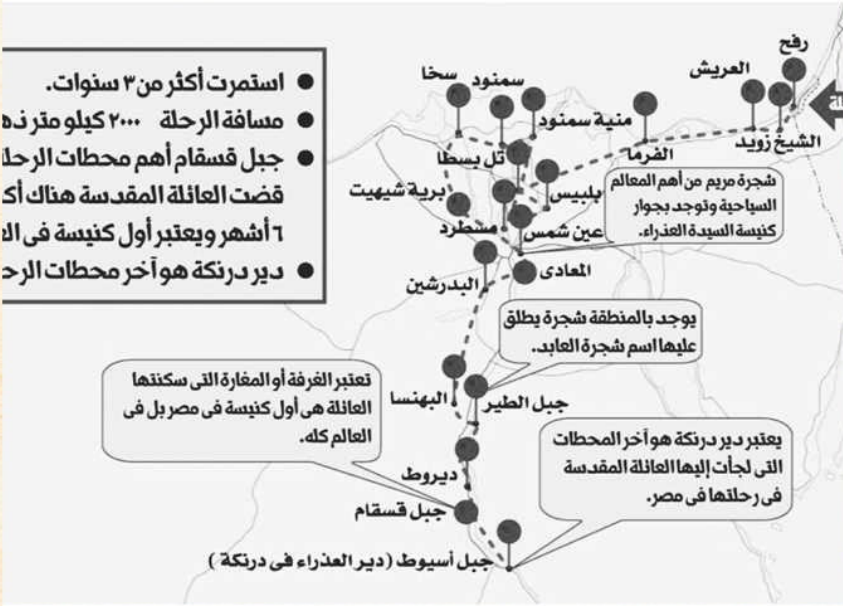 رفح
العريش
الشيخ زويد
الفرما
سمنود
سخا
منية سمنود
تل بسطا
بلبيس
برية شيهيت
مسطرد
عين شمس
المعادى
البدرشين
البهنسا
جبل الطير
ديروط
جبل قسقام
جبل أسيوط (دير العذراء فى درنكة )
● استمرت أكثر من ٣ سنوات.
● مسافة الرحلة ٢٠٠٠ كيلو متر
● جبل قسقام أهم محطات
قضت العائلة المقدسة هناك
٦ أشهر ويعتبر أول كنيسة فى
● دير درنكة هو آخر محطات
شجرة مريم من أهم المعالم
السياحية وتوجد بجوار
كنيسة السيدة العذراء.
يوجد بالمنطقة شجرة يطلق
عليها اسم شجرة العابد.
تعتبر الغرفة أو المغارة التى سكنتها
العائلة هى أول كنيسة فى مصر بل فى
العالم كله.
يعتبر دير درنكة هو آخر المحطات
التى لجأت إليها العائلة المقدسة
فى رحلتها فى مصر.